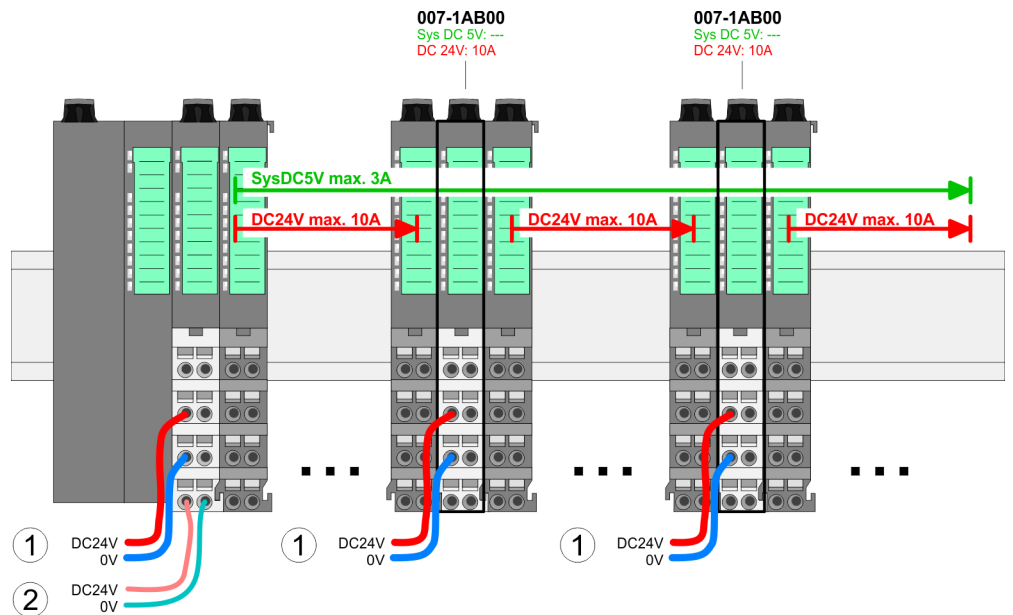 007-1AB00
Sys DC 5V: ---
DC 24V: 10A
007-1AB00
Sys DC 5V: ---
DC 24V: 10A
SysDC5V max. 3A
DC24V max. 10A
DC24V max. 10A
DC24V max. 10A
1
DC24V
0V
1
DC24V
0V
1
DC24V
0V
2
DC24V
0V